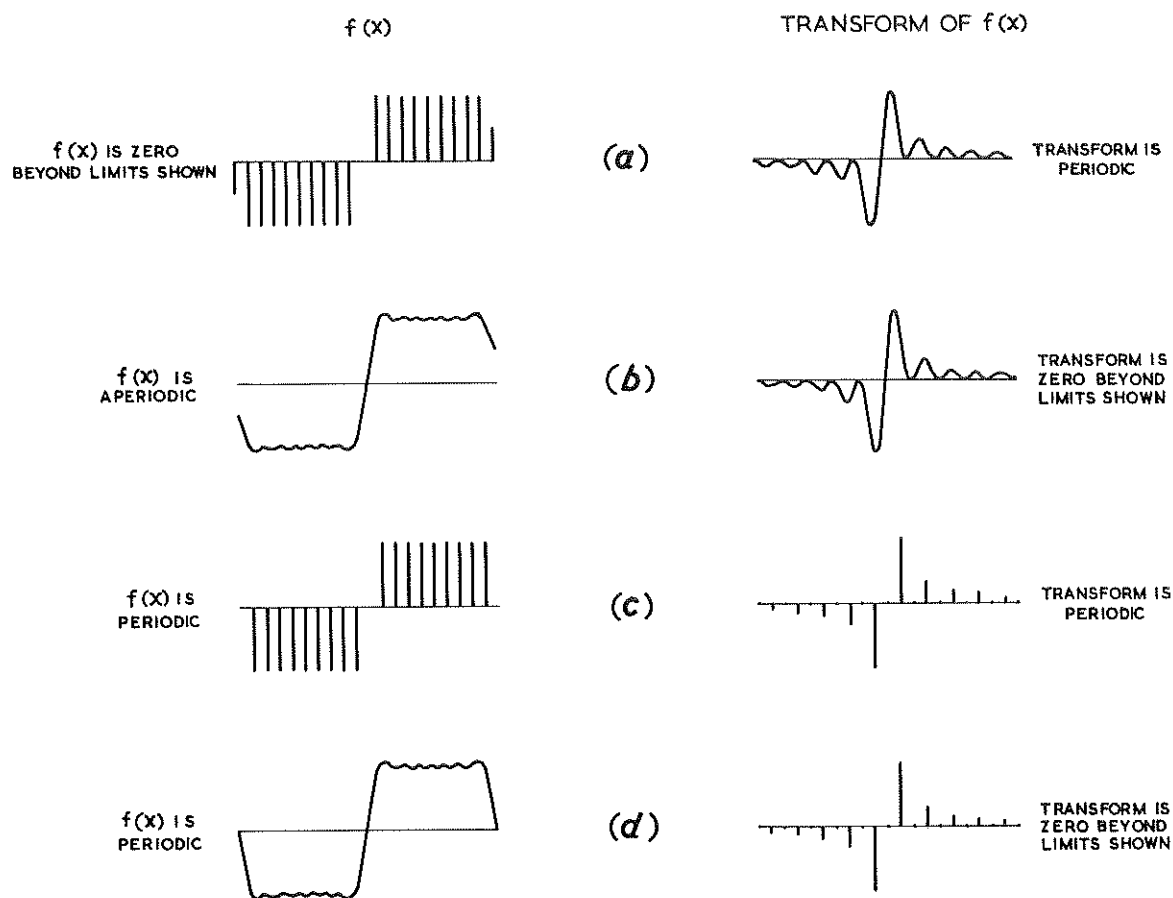 f(x)
TRANSFORM OF f(x)
f(x) IS ZERO
BEYOND LIMITS SHOWN
(a)
TRANSFORM IS
PERIODIC
f(x) IS
APERIODIC
(b)
TRANSFORM IS
ZERO BEYOND
LIMITS SHOWN
f(x) IS
PERIODIC
(c)
TRANSFORM IS
PERIODIC
f(x) IS
PERIODIC
(d)
TRANSFORM IS
ZERO BEYOND
LIMITS SHOWN